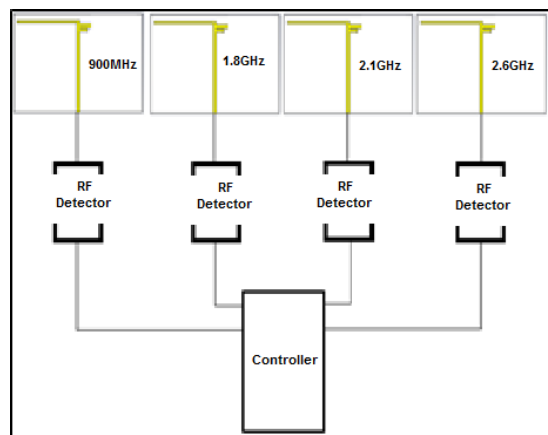 900MHz
1.8GHz
2.1GHz
2.6GHz
RF
Detector
RF
Detector
RF
Detector
RF
Detector
Controller